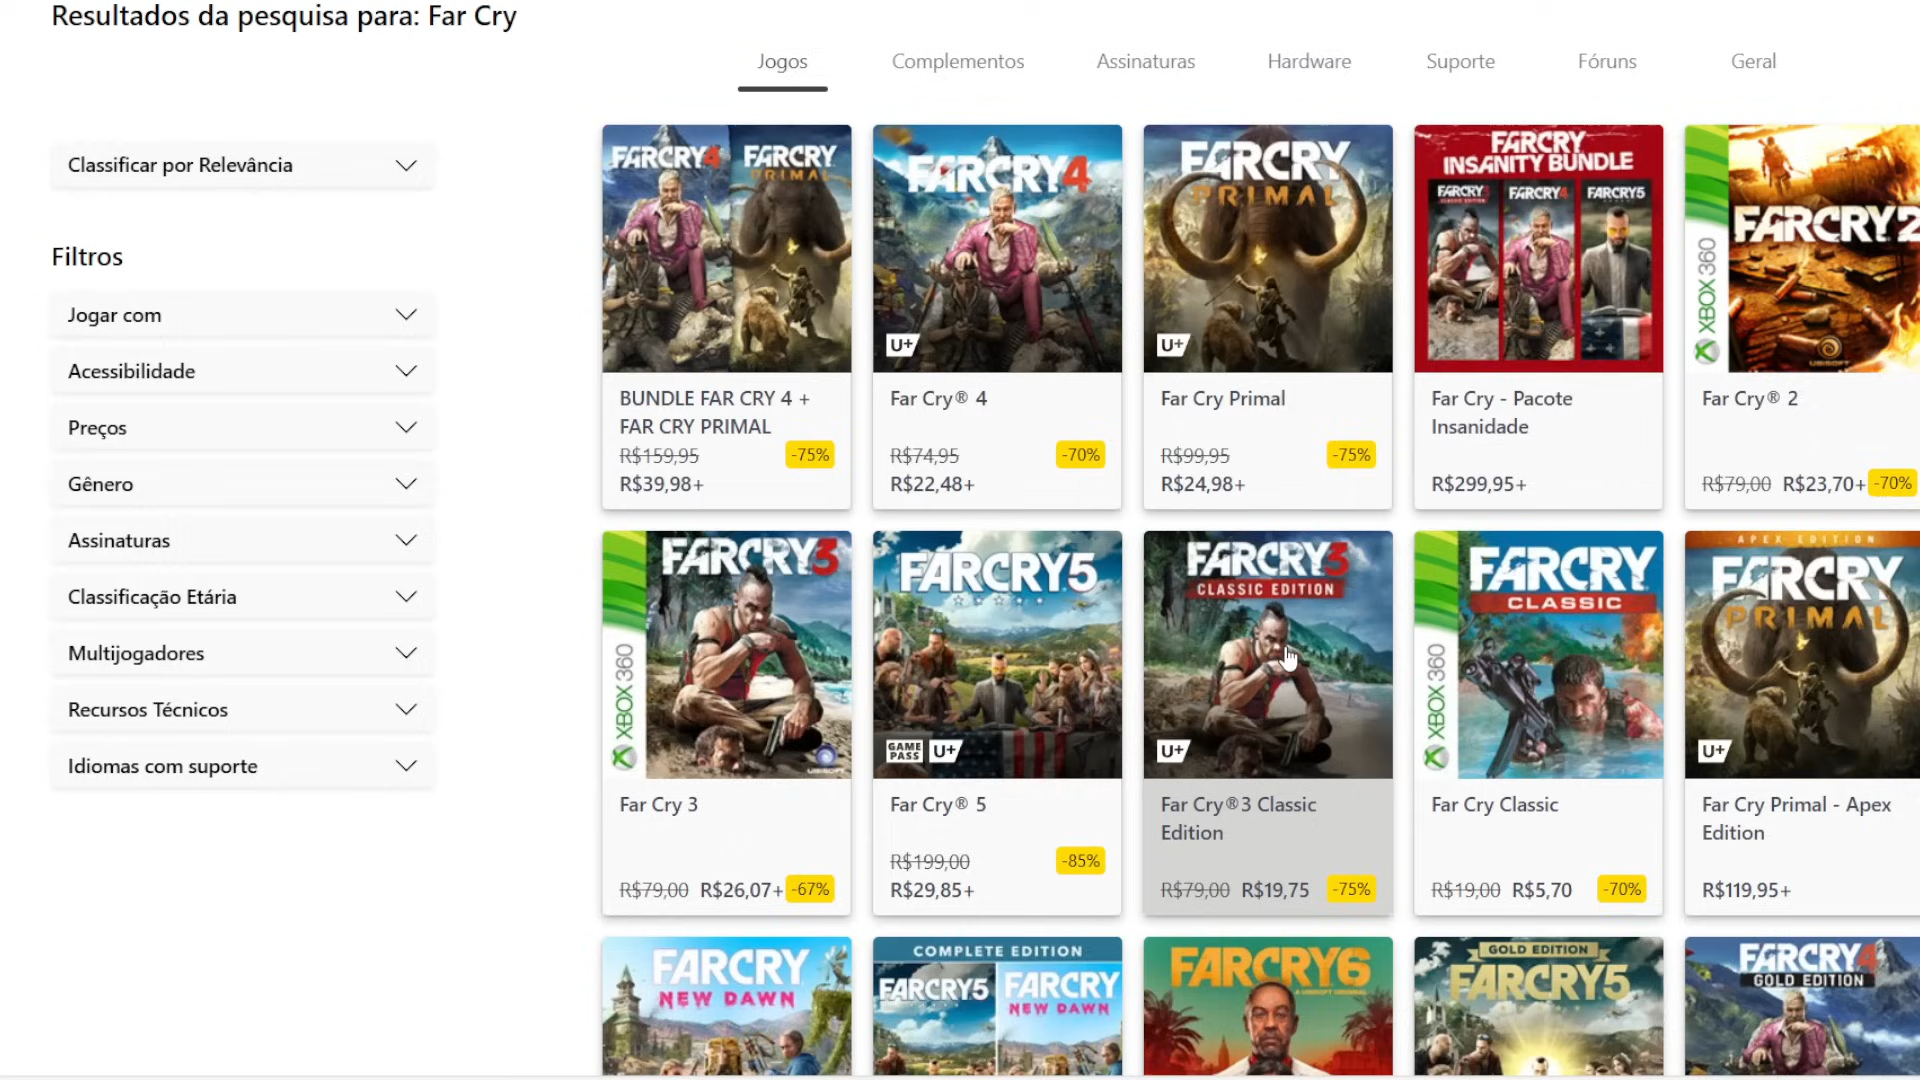 Resultados da pesquisa para: Far Cry
Jogos
Complementos
Assinaturas
Hardware
Suporte
Fóruns
Geral
Classificar por Relevância
Filtros
Jogar com
Acessibilidade
Preços
Gênero
Assinaturas
Classificação Etária
Multijogadores
Recursos Técnicos
Idiomas com suporte
FARCRY4
FARCRY
PRIMAL
BUNDLE FAR CRY 4 +
FAR CRY PRIMAL
R$159,95
-75%
R$39,98+
FARCRY4
U+
Far Cry® 4
R$74,95
-70%
R$22,48+
FARCRY
PRIMAL
U+
Far Cry Primal
R$99,95
-75%
R$24,98+
FARCRY
INSANITY BUNDLE
FARCRY3
CLASSIC EDITION
FARCRY4
FARCRY5
Far Cry - Pacote
Insanidade
R$299,95+
XBOX 360
FARCRY2
UBISOFT
Far Cry® 2
R$79,00 R$23,70+ -70%
XBOX 360
FARCRY3
UBISOFT
Far Cry 3
R$79,00 R$26,07+ -67%
FARCRY5
GAME
PASS
U+
Far Cry® 5
R$199,00
-85%
R$29,85+
FARCRY3
CLASSIC EDITION
U+
Far Cry®3 Classic
Edition
R$79,00 R$19,75 -75%
XBOX 360
FARCRY
CLASSIC
Far Cry Classic
R$19,00 R$5,70 -70%
APEX EDITION
FARCRY
PRIMAL
U+
Far Cry Primal - Apex
Edition
R$119,95+
FARCRY
NEW DAWN
COMPLETE EDITION
FARCRY5
FARCRY
NEW DAWN
FARCRY6
GOLD EDITION
FARCRY5
FARCRY4
GOLD EDITION